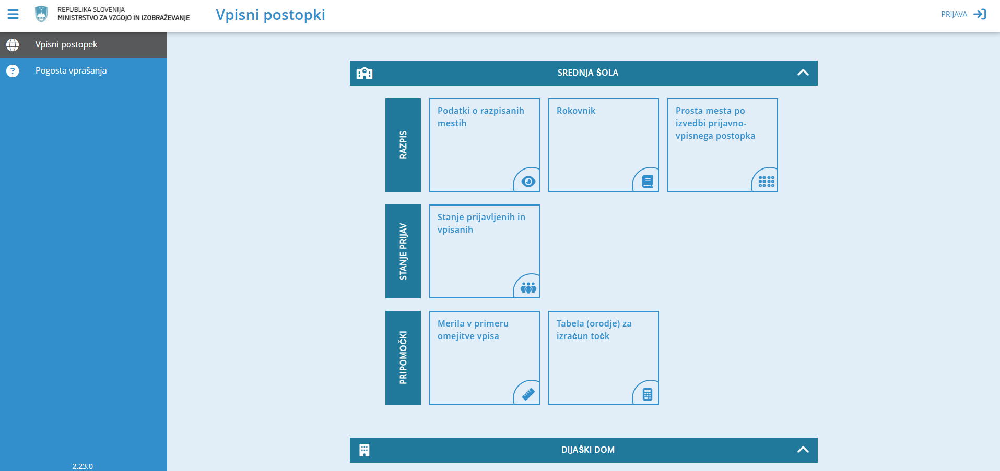 REPUBLIKA SLOVENIJA
MINISTRSTVO ZA VZGOJO IN IZOBRAŽEVANJE
Vpisni postopki
PRIJAVA
Vpisni postopek
Pogosta vprašanja
2.23.0
SREDNJA ŠOLA
RAZPIS
Podatki o razpisanih
mestih
Rokovnik
Prosta mesta po
izvedbi prijavno-
vpisnega postopka
STANJE PRIJAV
Stanje prijavljenih in
vpisanih
PRIPOMOČKI
Merila v primeru
omejitve vpisa
Tabela (orodje) za
izračun točk
DIJAŠKI DOM